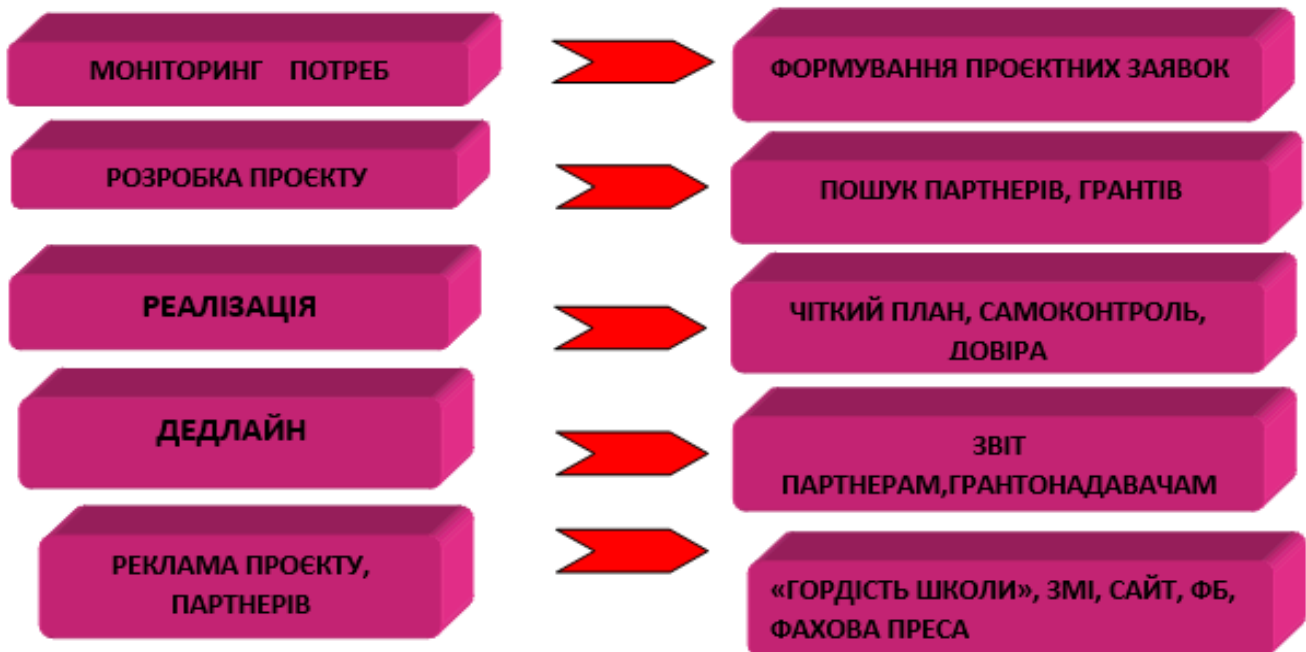 МОНІТОРИНГ ПОТРЕБ
ФОРМУВАННЯ ПРОЄКТНИХ ЗАЯВОК
РОЗРОБКА ПРОЄКТУ
ПОШУК ПАРТНЕРІВ, ГРАНТІВ
РЕАЛІЗАЦІЯ
ЧІТКИЙ ПЛАН, САМОКОНТРОЛЬ,
ДОВІРА
ДЕДЛАЙН
ЗВІТ
ПАРТНЕРАМ,ГРАНТОНАДАВАЧАМ
РЕКЛАМА ПРОЄКТУ,
ПАРТНЕРІВ
«ГОРДІСТЬ ШКОЛИ», ЗМІ, САЙТ, ФБ,
ФАХОВА ПРЕСА